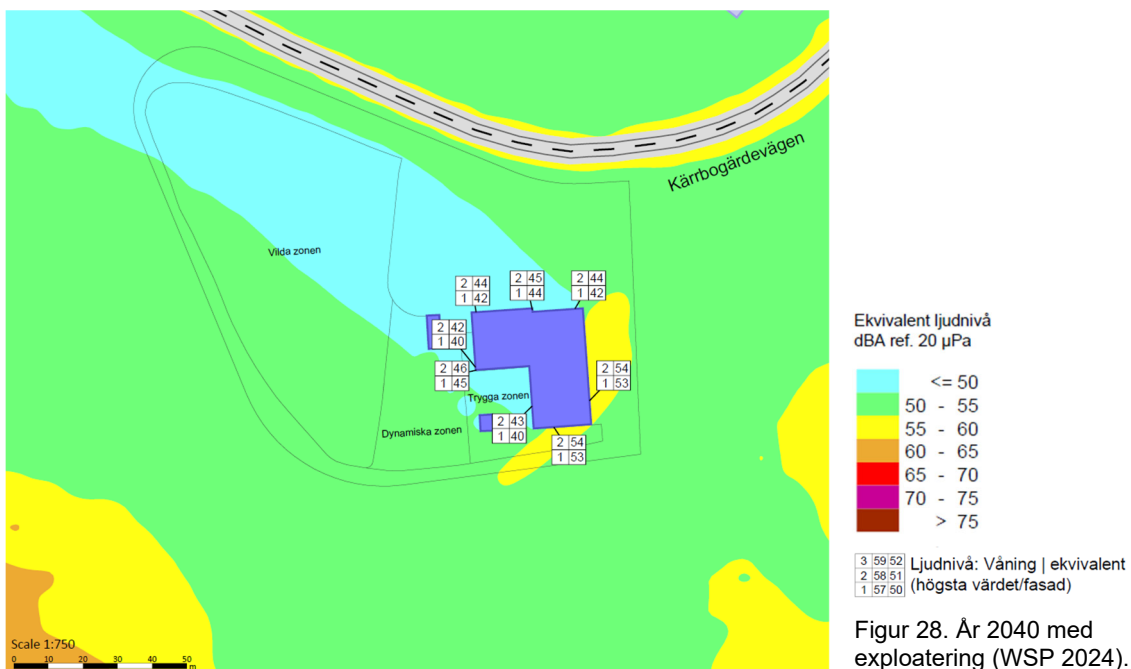 Kärrbogärdevägen
Vilda zonen
2 44
1 42
2 45
1 44
2 44
1 42
2 42
1 40
2 46
1 45
2 54
1 53
Trygga zonen
Dynamiska zonen
2 43
1 40
2 54
1 53
Scale 1:750
0 10 20 30 40 50
m
Ekvivalent ljudnivå
dBA ref. 20 µPa
<= 50
50 - 55
55 - 60
60 - 65
65 - 70
70 - 75
> 75
3 59 52
2 58 51
1 57 50
Ljudnivå: Våning | ekvivalent
(högsta värdet/fasad)
Figur 28. År 2040 med
exploatering (WSP 2024).